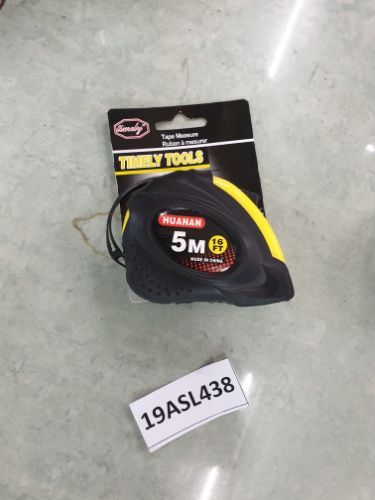 Timely
Tape Measure
Ruban à mesurer
TIMELY TOOLS
HUANAN
5M
16
FT
MADE IN CHINA
19ASL438